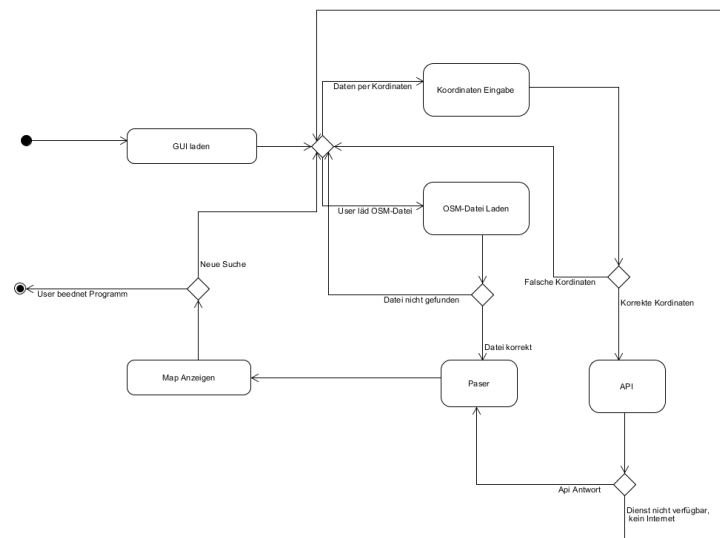 Daten per Kordinaten
Koordinaten Eingabe
GUI laden
User läd OSM-Datei
OSM-Datei Laden
Neue Suche
Falsche Kordinaten
User beednet Programm
Datei nicht gefunden
Korrekte Kordinaten
Datei korrekt
Map Anzeigen
Paser
API
Api Antwort
Dienst nicht verfügbar,
kein Internet